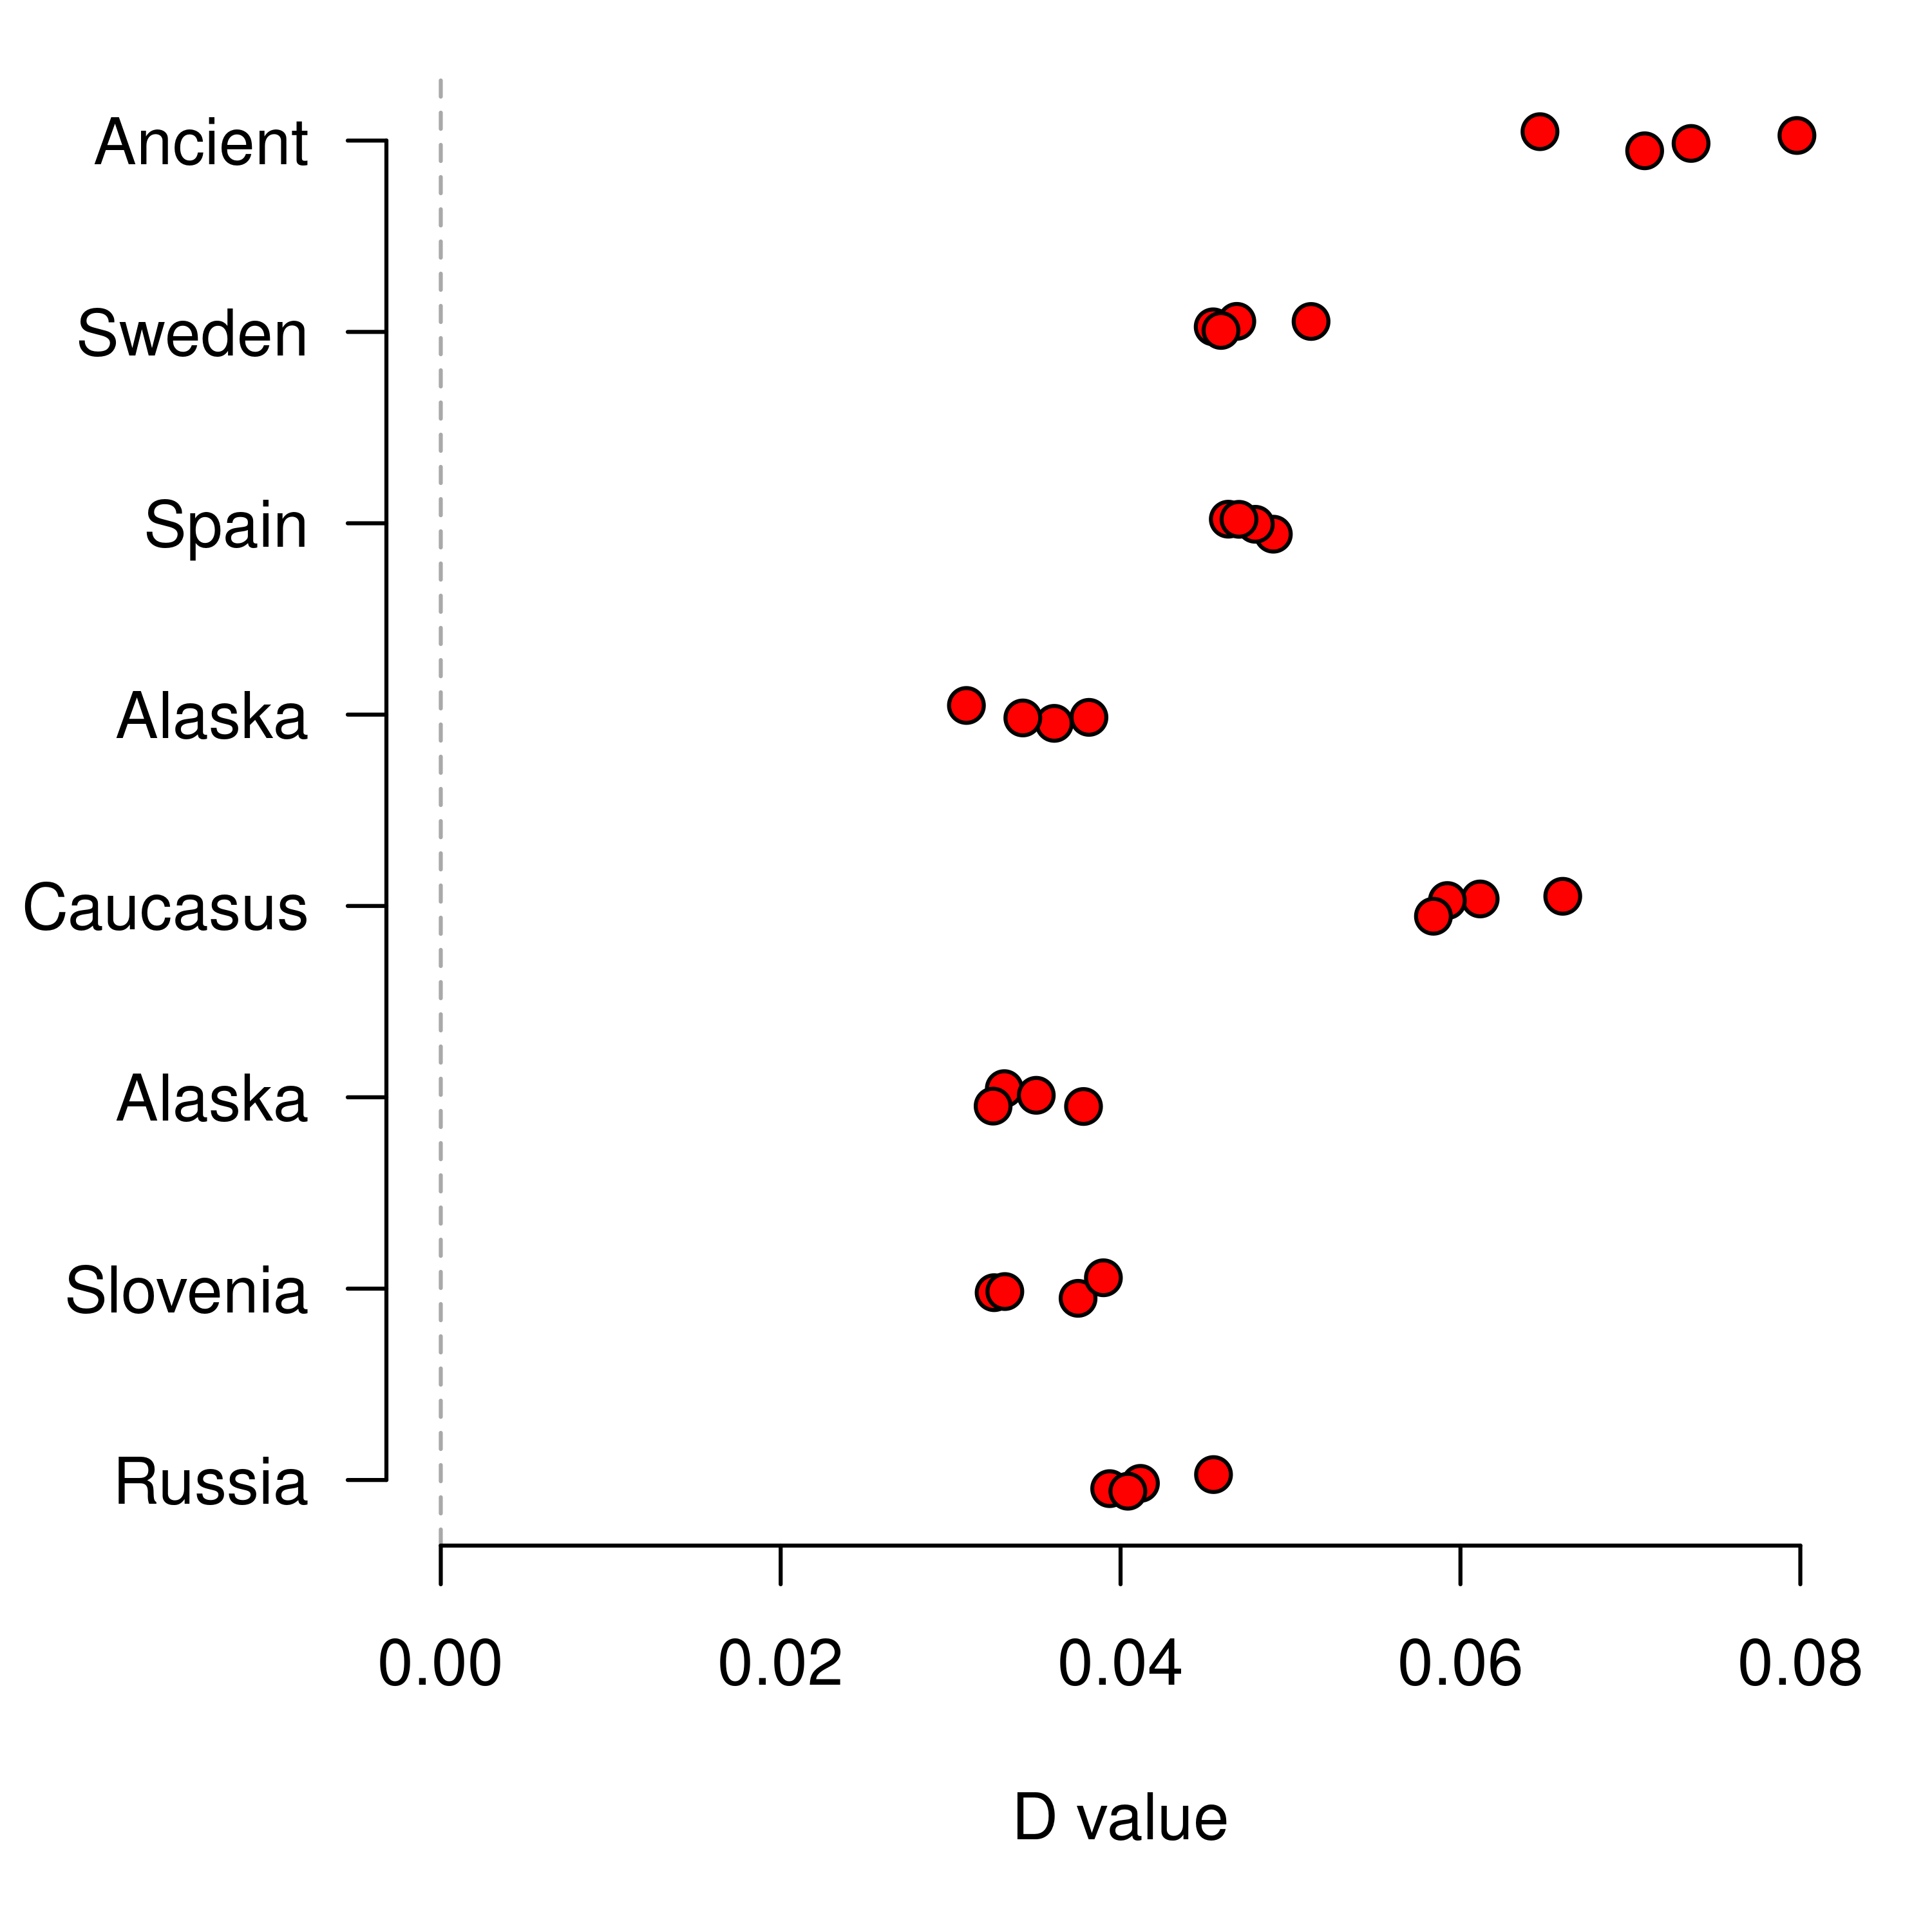 Ancient
Sweden
Spain
Alaska
Caucasus
Alaska
Slovenia
Russia
0.00 0.02 0.04 0.06 0.08
D value